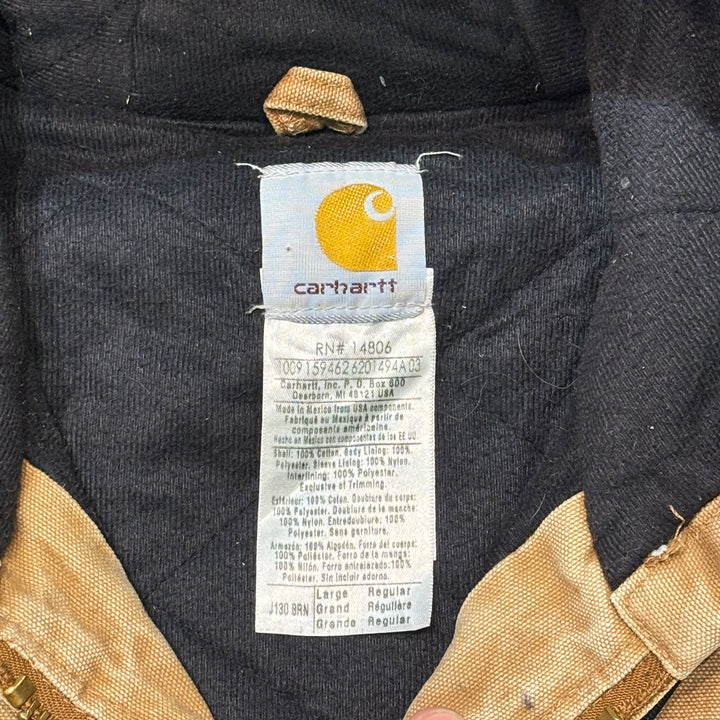 carhartt
RN# 14806
1009 159462 6201494A 03
Carhartt, Inc. P. O. Box 600
Dearborn, MI 48121 USA
Made in Mexico from USA components.
Fabriqué au Mexique à partir de
composants américains.
Hecho en México con componentes de los EE.UU.
Shell: 100% Cotton. Body Lining: 100%
Polyester. Sleeve Lining: 100% Nylon.
Interlining: 100% Polyester.
Exclusive of Trimming.
Extérieur: 100% Coton. Doublure du corps:
100% Polyester. Doublure de la manche:
100% Nylon. Entredoublure: 100%
Polyester. Sans garniture.
Armazón: 100% Algodón. Forro del cuerpo:
100% Poliéster. Forro de la manga:
100% Nilón. Forro entrelazado: 100%
Poliéster. Sin incluir adornos.
Large Regular
J130 BRN Grand Régulière
Grande Regular